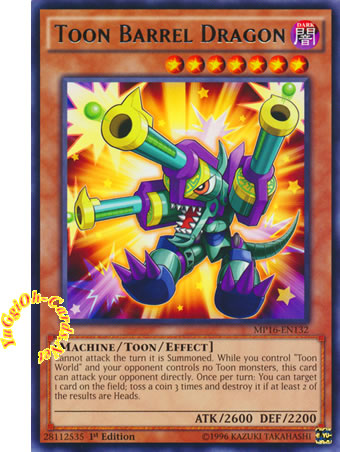 TOON BARREL DRAGON
DARK
闇
MP16-EN132
[MACHINE/TOON/EFFECT]
Cannot attack the turn it is Summoned. While you control "Toon
World" and your opponent controls no Toon monsters, this card
can attack your opponent directly. Once per turn: You can target
1 card on the field; toss a coin 3 times and destroy it if at least 2 of
the results are Heads.
ATK/2600 DEF/2200
28112535 1st Edition ©1996 KAZUKI TAKAHASHI